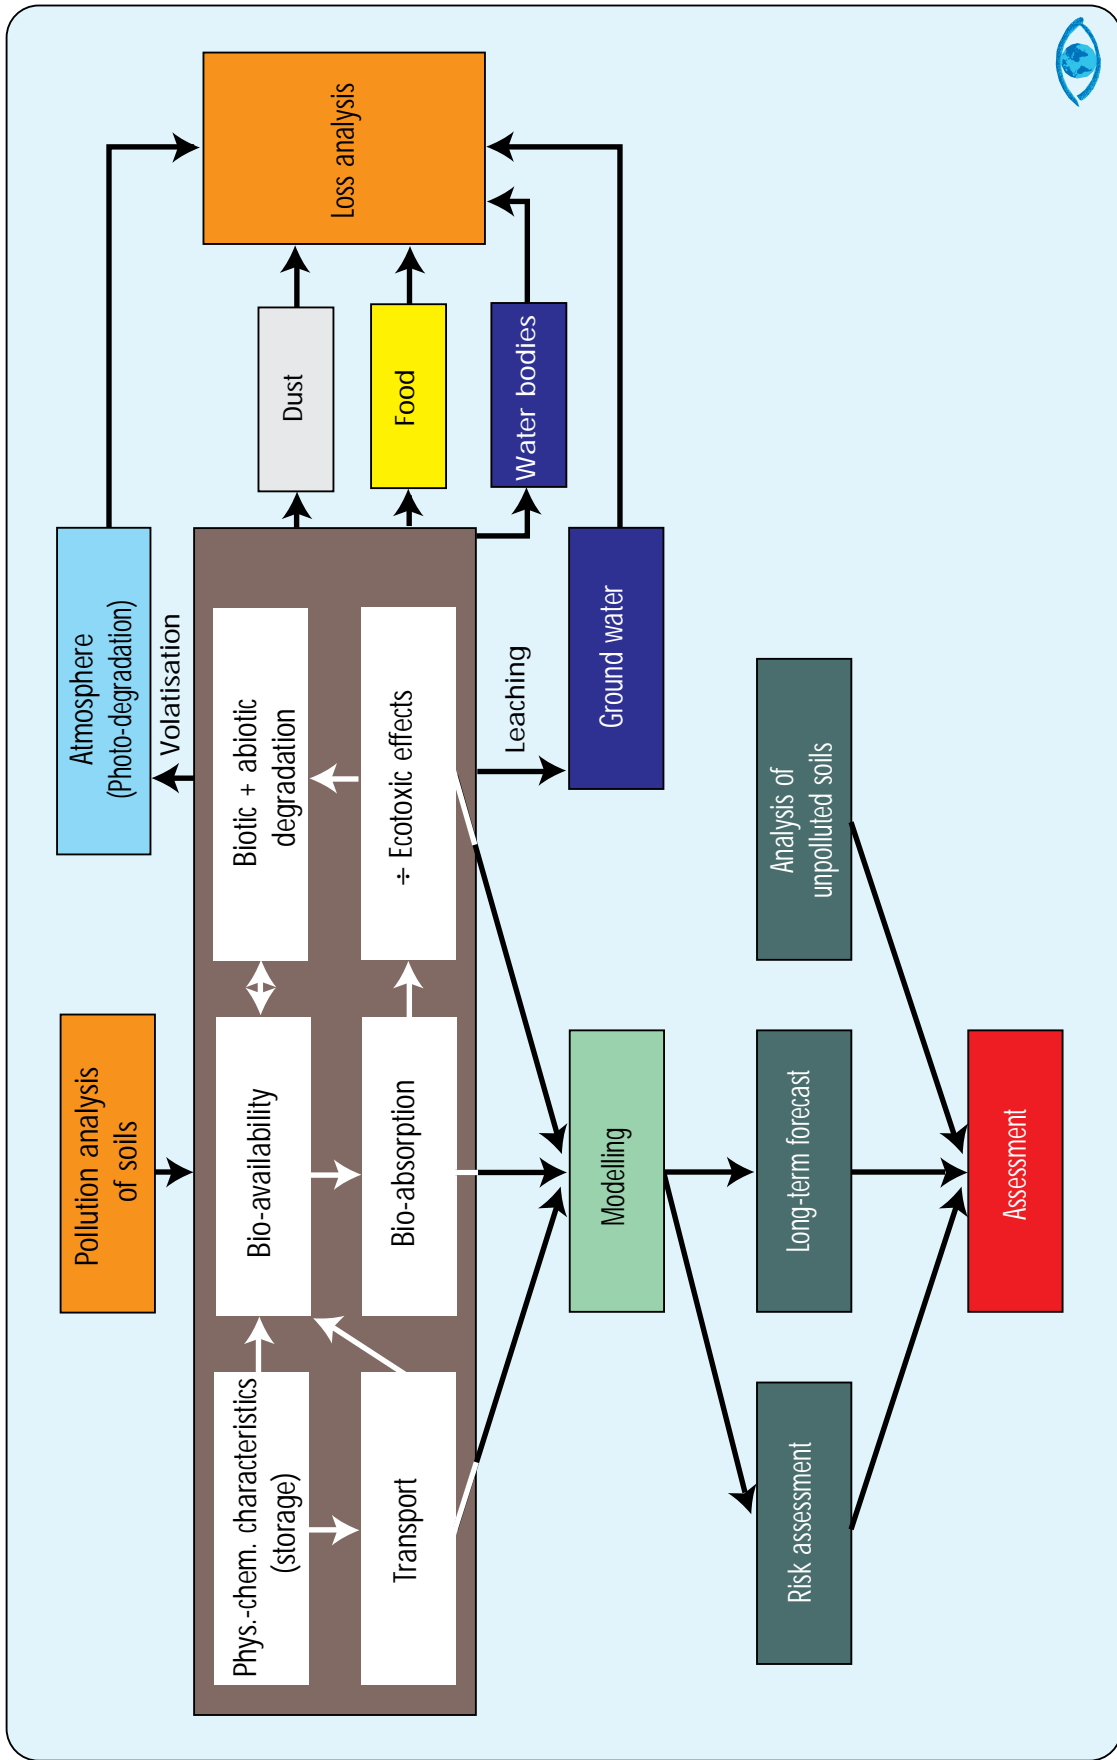 Pollution analysis
of soils
Atmosphere
(Photo-degradation)
Volatisation
Phys.-chem. characteristics
(storage)
Bio-availability
Biotic + abiotic
degradation
Transport
Bio-absorption
÷ Ecotoxic effects
Dust
Food
Water bodies
Loss analysis
Leaching
Modelling
Ground water
Risk assessment
Long-term forecast
Analysis of
unpolluted soils
Assessment